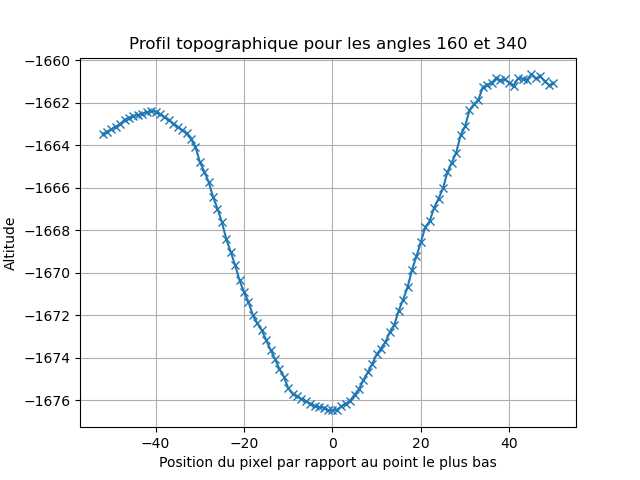 Profil topographique pour les angles 160 et 340
−1660
−1662
−1664
−1666
−1668
−1670
−1672
−1674
−1676
Altitude
−40 −20 0 20 40
Position du pixel par rapport au point le plus bas